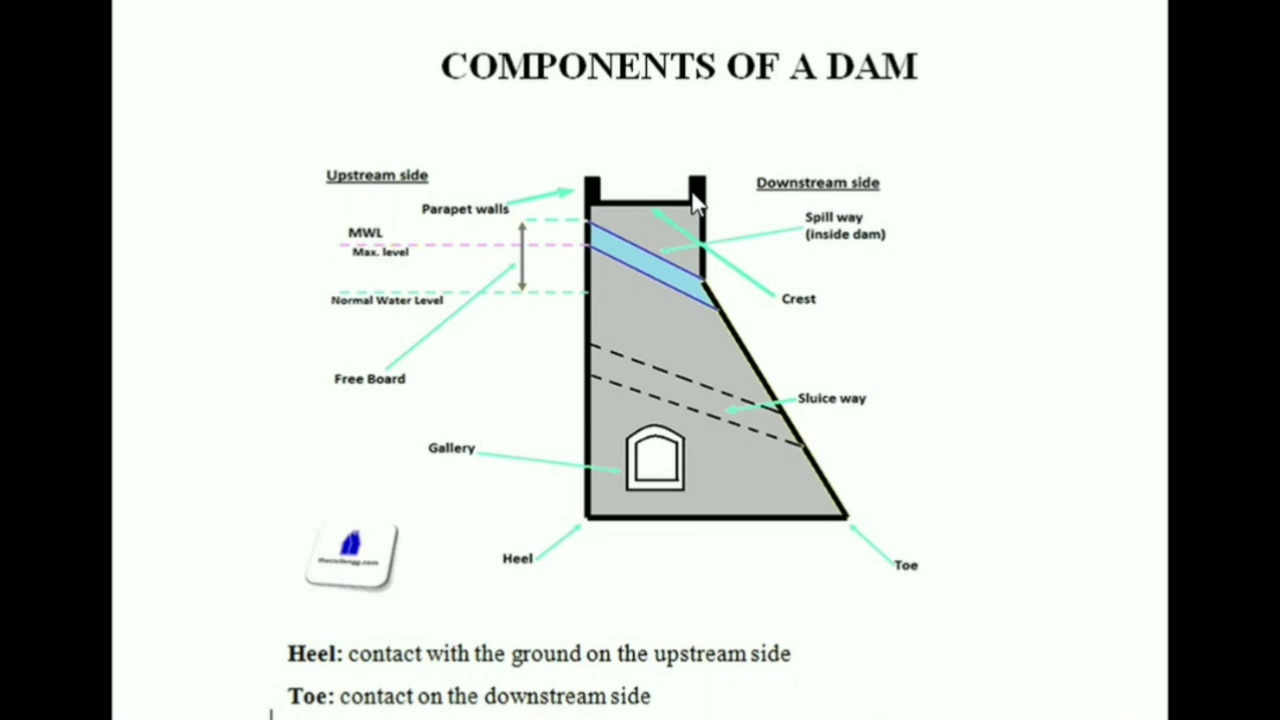 COMPONENTS OF A DAM
Upstream side
Downstream side
Parapet walls
Spill way
(inside dam)
MWL
Max. level
Normal Water Level
Crest
Free Board
Sluice way
Gallery
Heel
Toe
thecivilengg.com
Heel: contact with the ground on the upstream side
Toe: contact on the downstream side